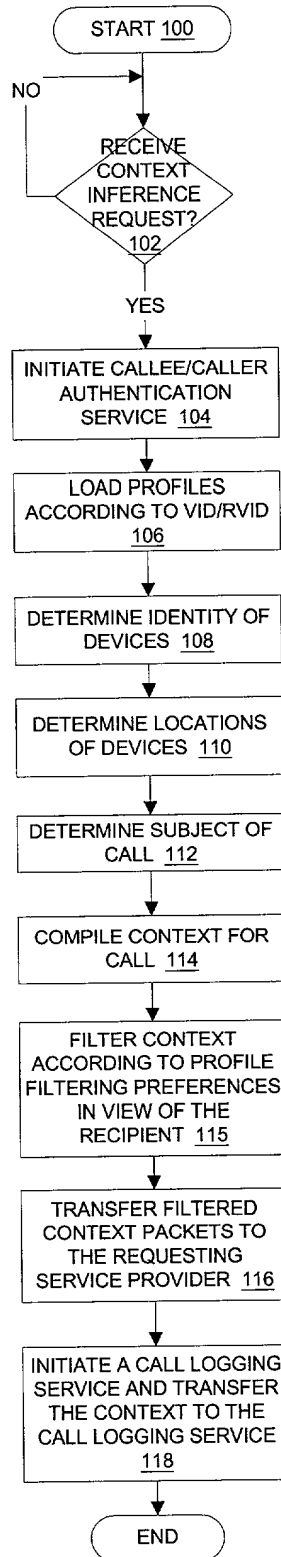 START 100
NO
RECEIVE
CONTEXT
INFERENCE
REQUEST?
102
YES
INITIATE CALLEE/CALLER
AUTHENTICATION
SERVICE 104
LOAD PROFILES
ACCORDING TO VID/RVID
106
DETERMINE IDENTITY OF
DEVICES 108
DETERMINE LOCATIONS
OF DEVICES 110
DETERMINE SUBJECT OF
CALL 112
COMPILE CONTEXT FOR
CALL 114
FILTER CONTEXT
ACCORDING TO PROFILE
FILTERING PREFERENCES
IN VIEW OF THE
RECIPIENT 115
TRANSFER FILTERED
CONTEXT PACKETS TO
THE REQUESTING
SERVICE PROVIDER 116
INITIATE A CALL LOGGING
SERVICE AND TRANSFER
THE CONTEXT TO THE
CALL LOGGING SERVICE
118
END